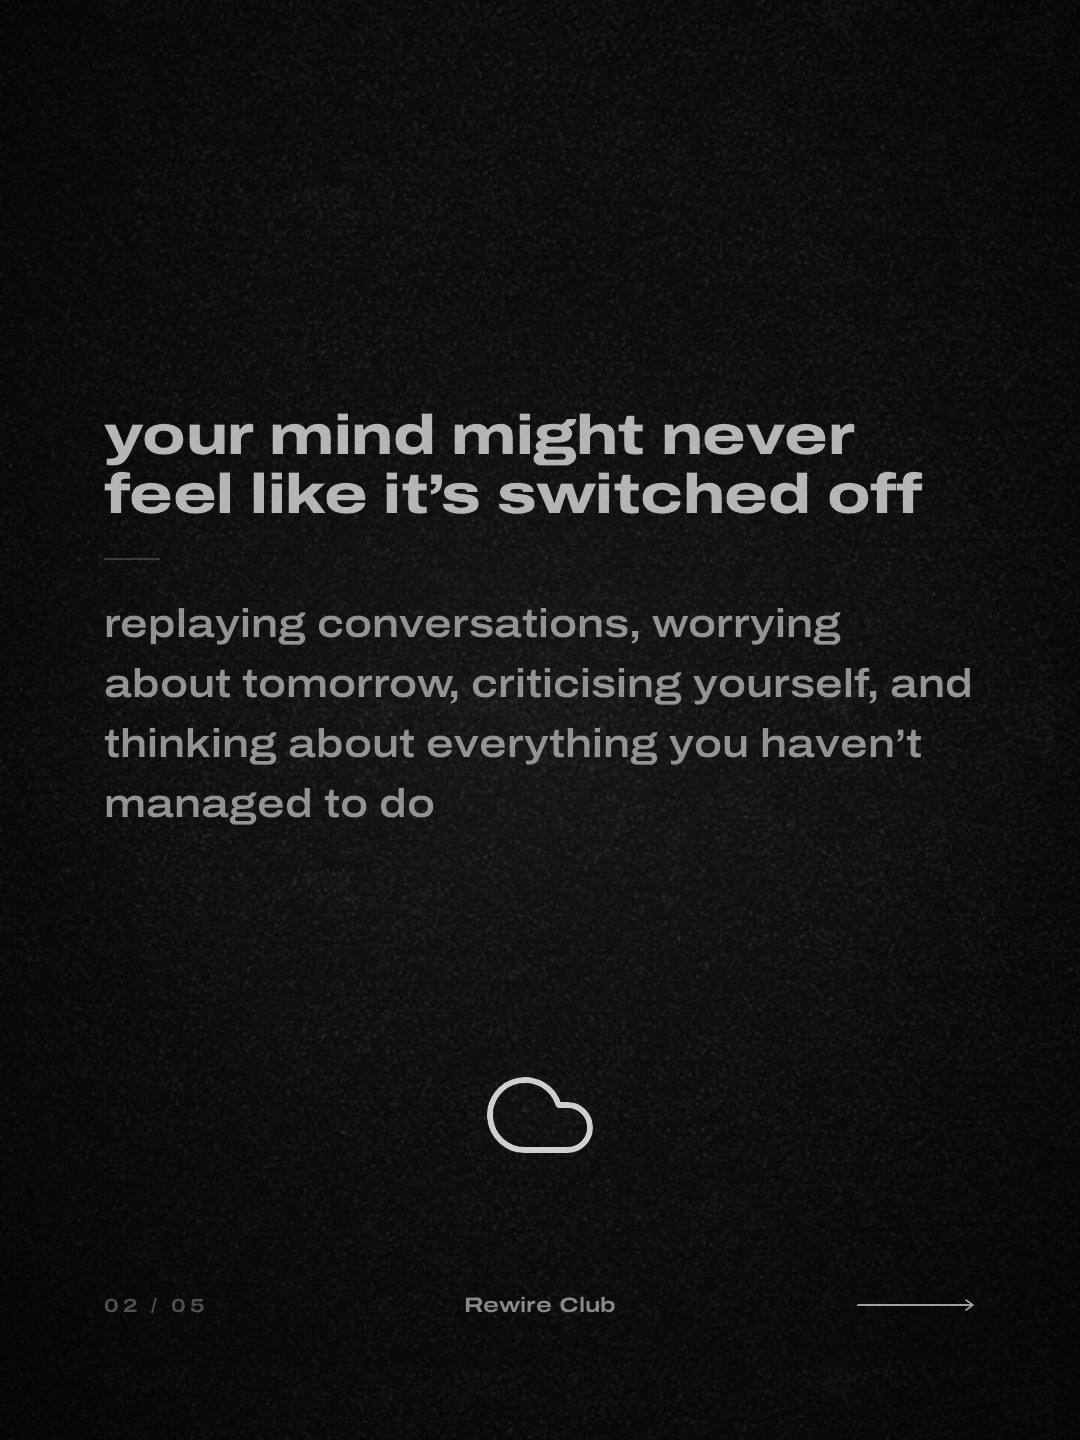 your mind might never
feel like it’s switched off
replaying conversations, worrying
about tomorrow, criticising yourself, and
thinking about everything you haven’t
managed to do
02 / 05
Rewire Club